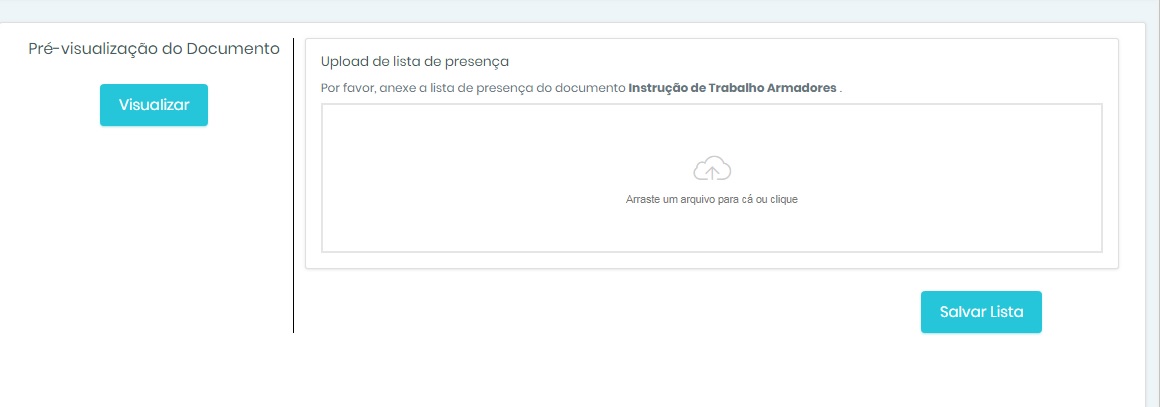 Pré-visualização do Documento
Visualizar
Upload de lista de presença
Por favor, anexe a lista de presença do documento Instrução de Trabalho Armadores .
Arraste um arquivo para cá ou clique
Salvar Lista